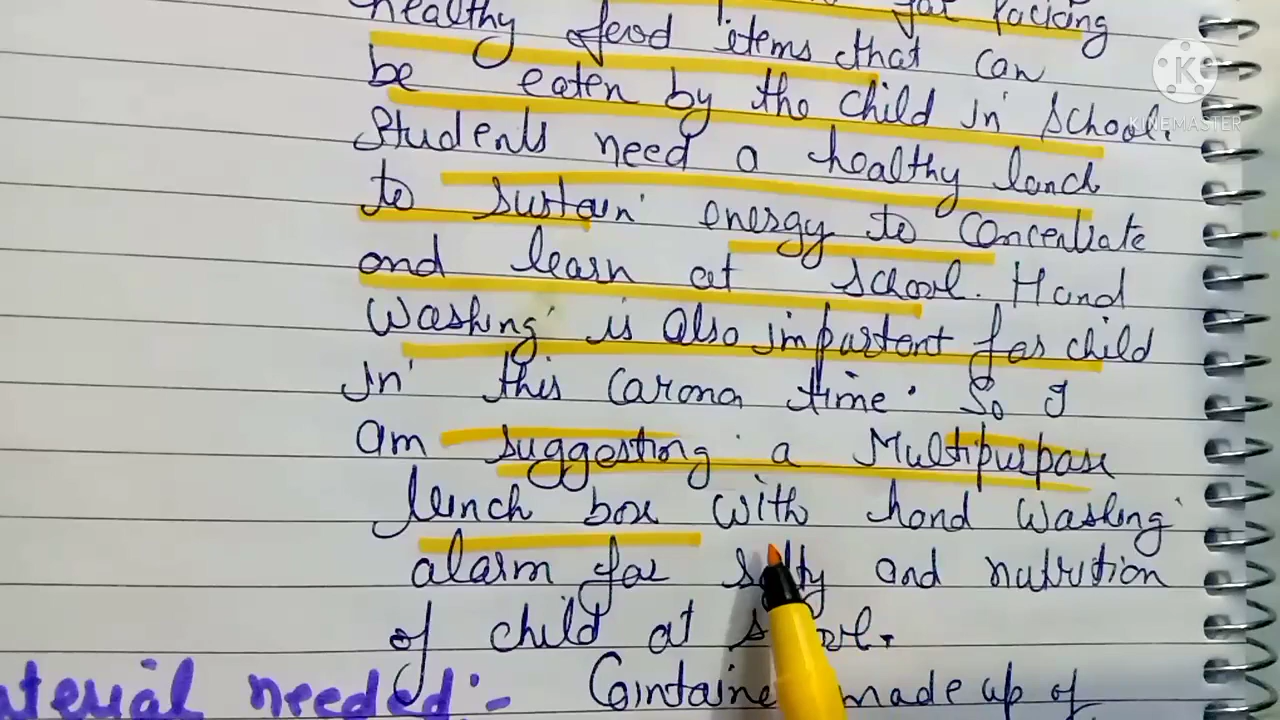 healthy food items that can
be eaten by the child in school.
Students need a healthy lunch
to sustain energy to concentrate
and learn at school. Hand
washing is also important for child
in this carona time. So I
am suggesting a Multipurpose
lunch box with hand washing
alarm for and nutrition
of child at
needed:- made up of
KINEMASTER